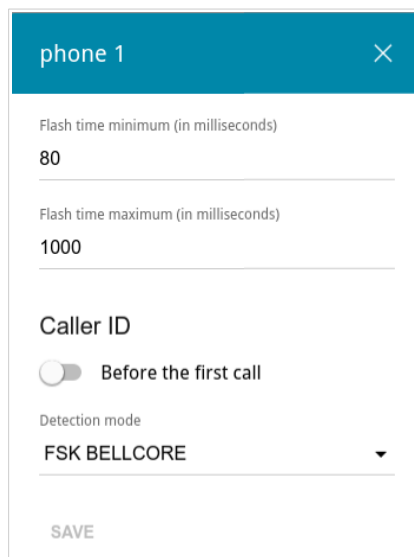 phone 1
Flash time minimum (in milliseconds)
80
Flash time maximum (in milliseconds)
1000
Caller ID
Before the first call
Detection mode
FSK BELLCORE
SAVE